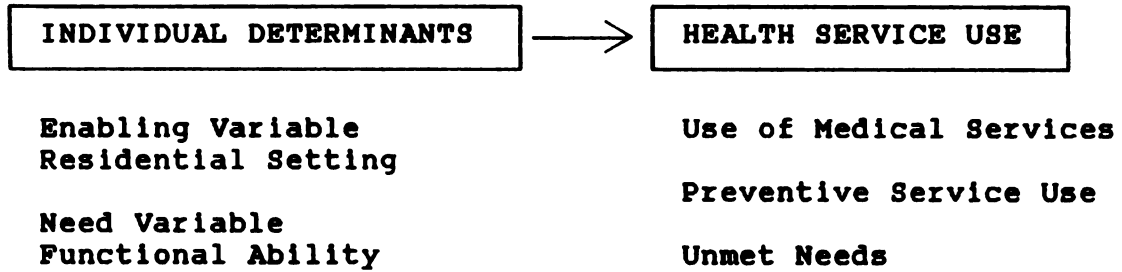 INDIVIDUAL DETERMINANTS
HEALTH SERVICE USE
Enabling Variable
Residential Setting
Need Variable
Functional Ability
Use of Medical Services
Preventive Service Use
Unmet Needs